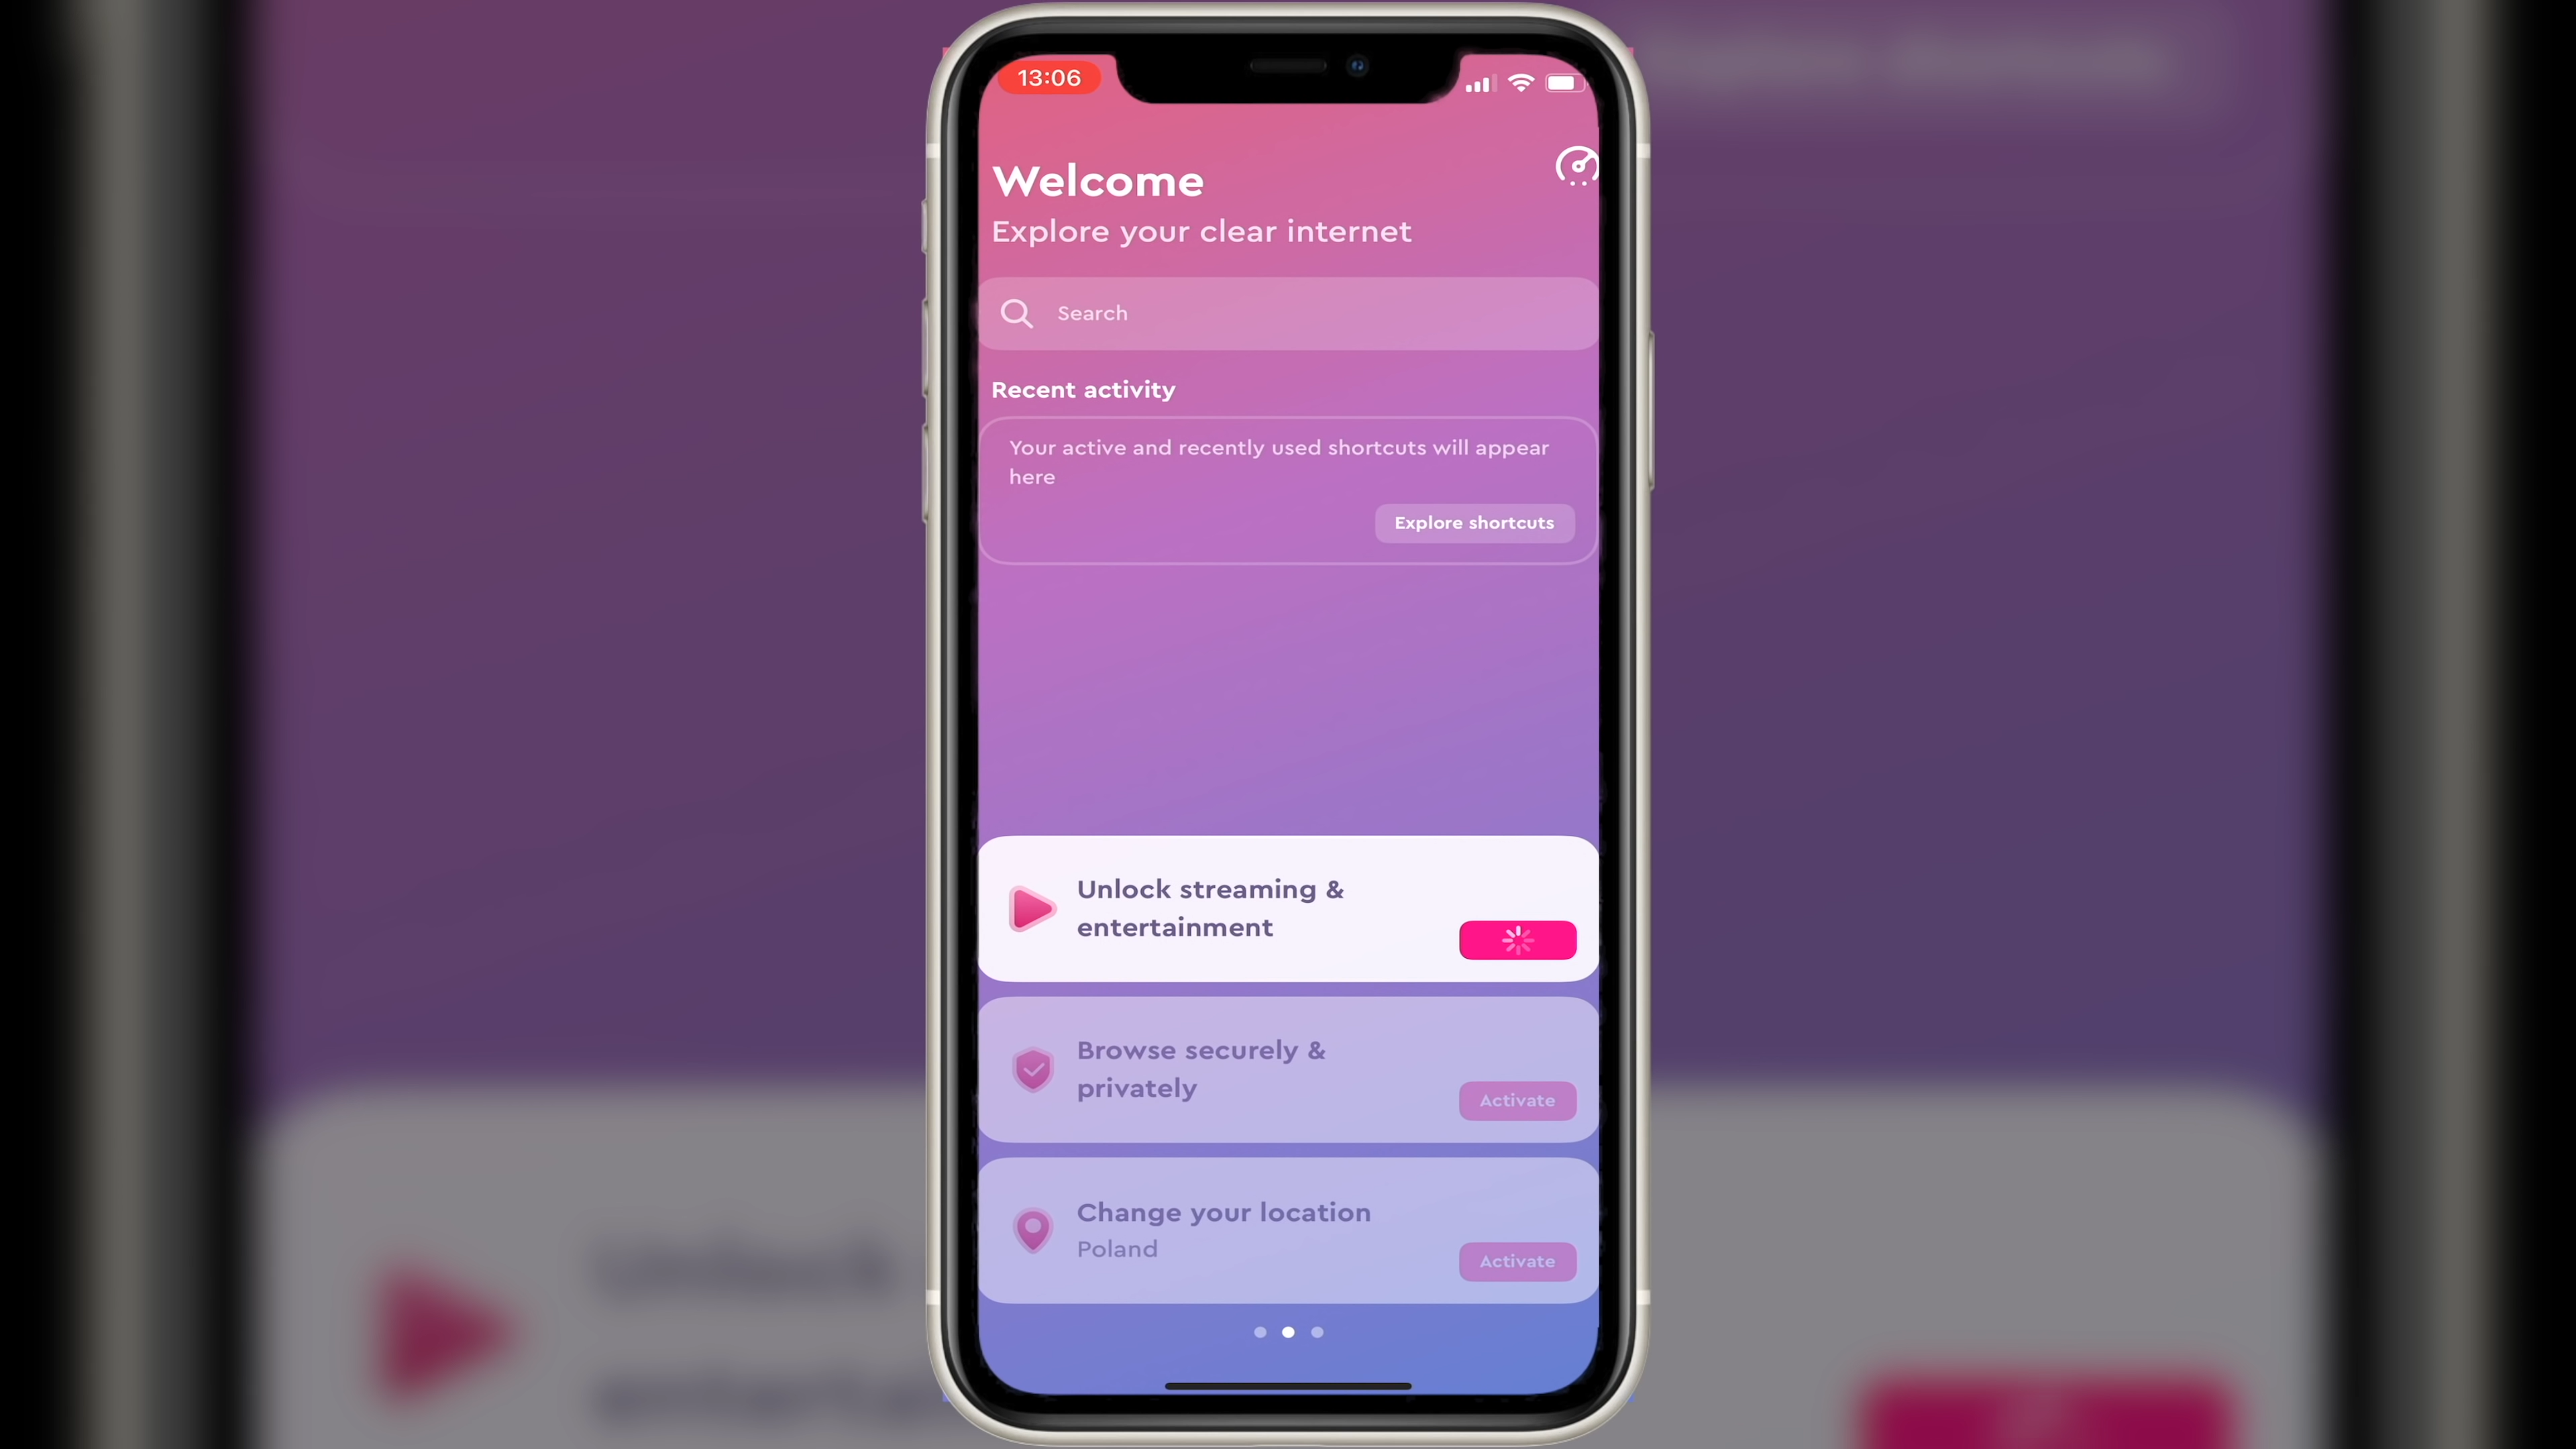 13:06
Welcome
Explore your clear internet
Search
Recent activity
Your active and recently used shortcuts will appear
here
Explore shortcuts
Unlock streaming &
entertainment
Browse securely &
privately
Activate
Change your location
Poland
Activate
Unlock